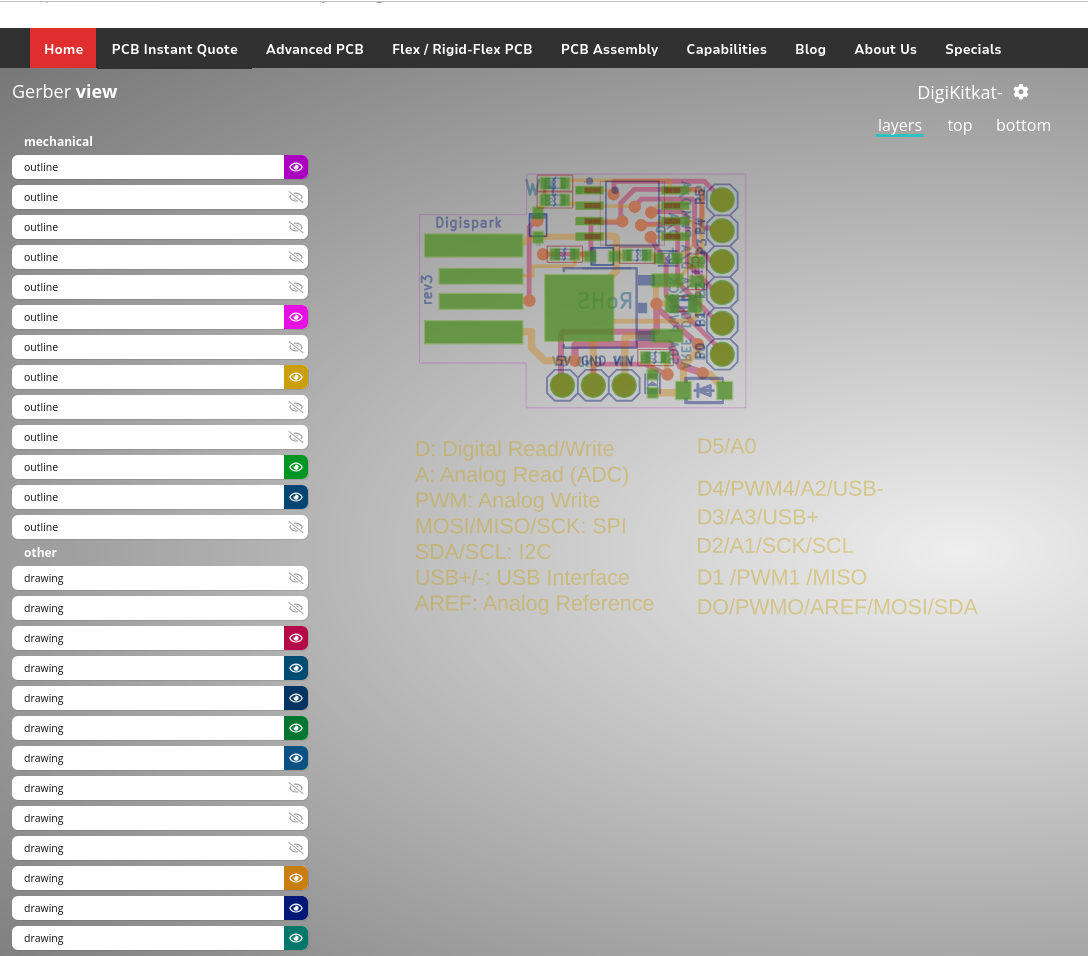 Home PCB Instant Quote Advanced PCB Flex / Rigid-Flex PCB PCB Assembly Capabilities Blog About Us Specials
Gerber view
DigiKitkat-
layers top bottom
mechanical
outline
outline
outline
outline
outline
outline
outline
outline
outline
outline
outline
outline
outline
other
drawing
drawing
drawing
drawing
drawing
drawing
drawing
drawing
drawing
drawing
drawing
drawing
drawing
Digispark
rev3
RoHS
5V GND VIN
P5
P4
P3
B1
B0
D: Digital Read/Write
A: Analog Read (ADC)
PWM: Analog Write
MOSI/MISO/SCK: SPI
SDA/SCL: I2C
USB+/-: USB Interface
AREF: Analog Reference
D5/A0
D4/PWM4/A2/USB-
D3/A3/USB+
D2/A1/SCK/SCL
D1 /PWM1 /MISO
DO/PWMO/AREF/MOSI/SDA